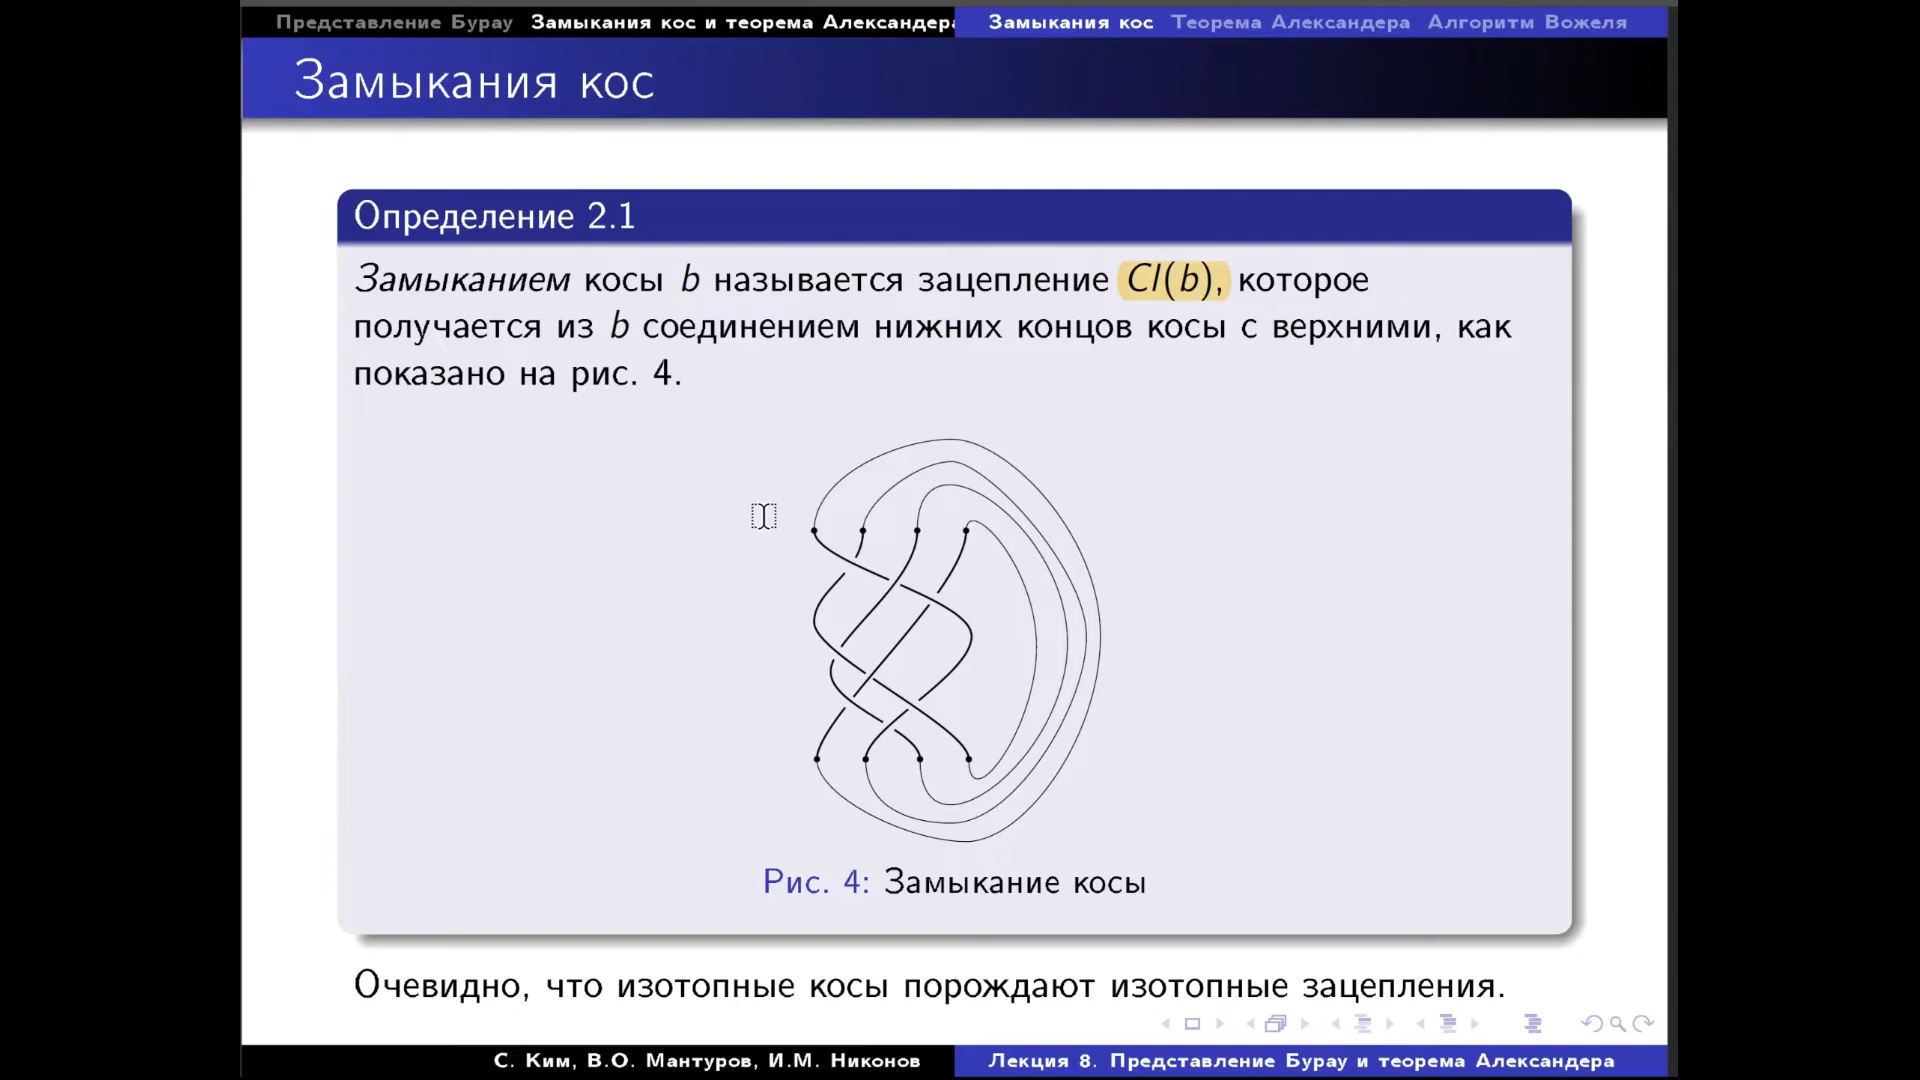 Представление Бурау Замыкания кос и теорема Александера Замыкания кос Теорема Александера Алгоритм Вожеля
Замыкания кос
Определение 2.1
Замыканием косы b называется зацепление Cl(b), которое
получается из b соединением нижних концов косы с верхними, как
показано на рис. 4.
Рис. 4: Замыкание косы
Очевидно, что изотопные косы порождают изотопные зацепления.
С. Ким, В.О. Мантуров, И.М. Никонов Лекция 8. Представление Бурау и теорема Александера